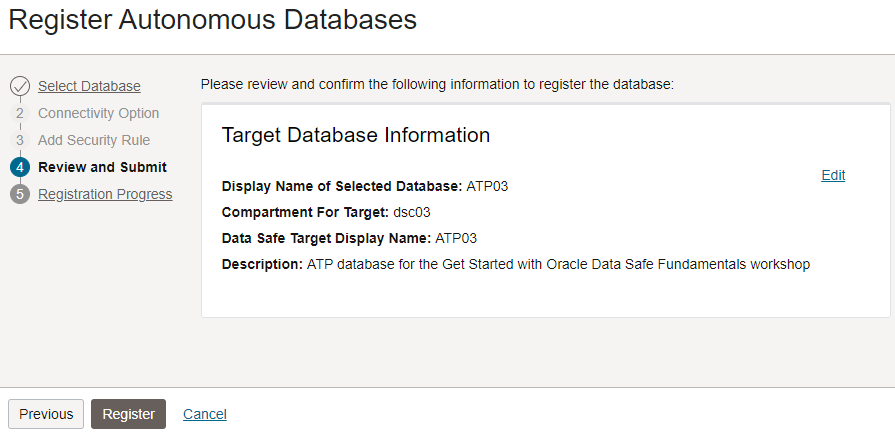 Register Autonomous Databases
Select Database
2 Connectivity Option
3 Add Security Rule
4 Review and Submit
5 Registration Progress
Please review and confirm the following information to register the database:
Target Database Information
Edit
Display Name of Selected Database: ATP03
Compartment For Target: dsc03
Data Safe Target Display Name: ATP03
Description: ATP database for the Get Started with Oracle Data Safe Fundamentals workshop
Previous Register Cancel